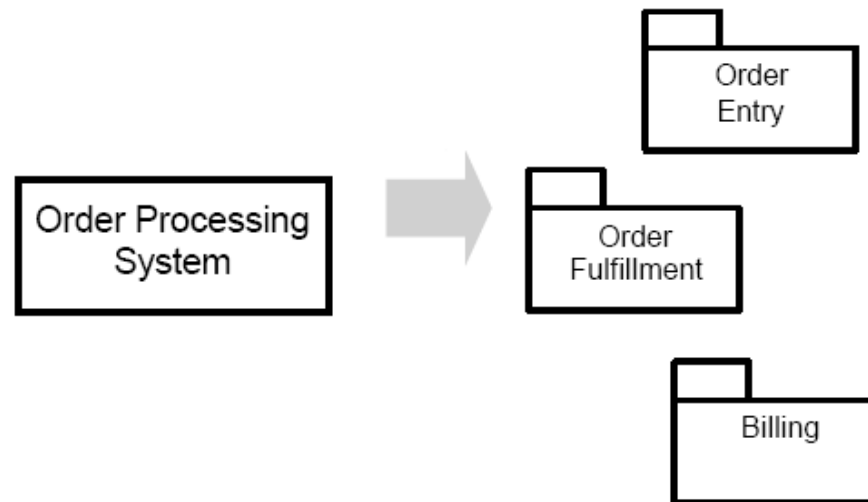 Order
Entry
Order Processing
System
Order
Fulfillment
Billing